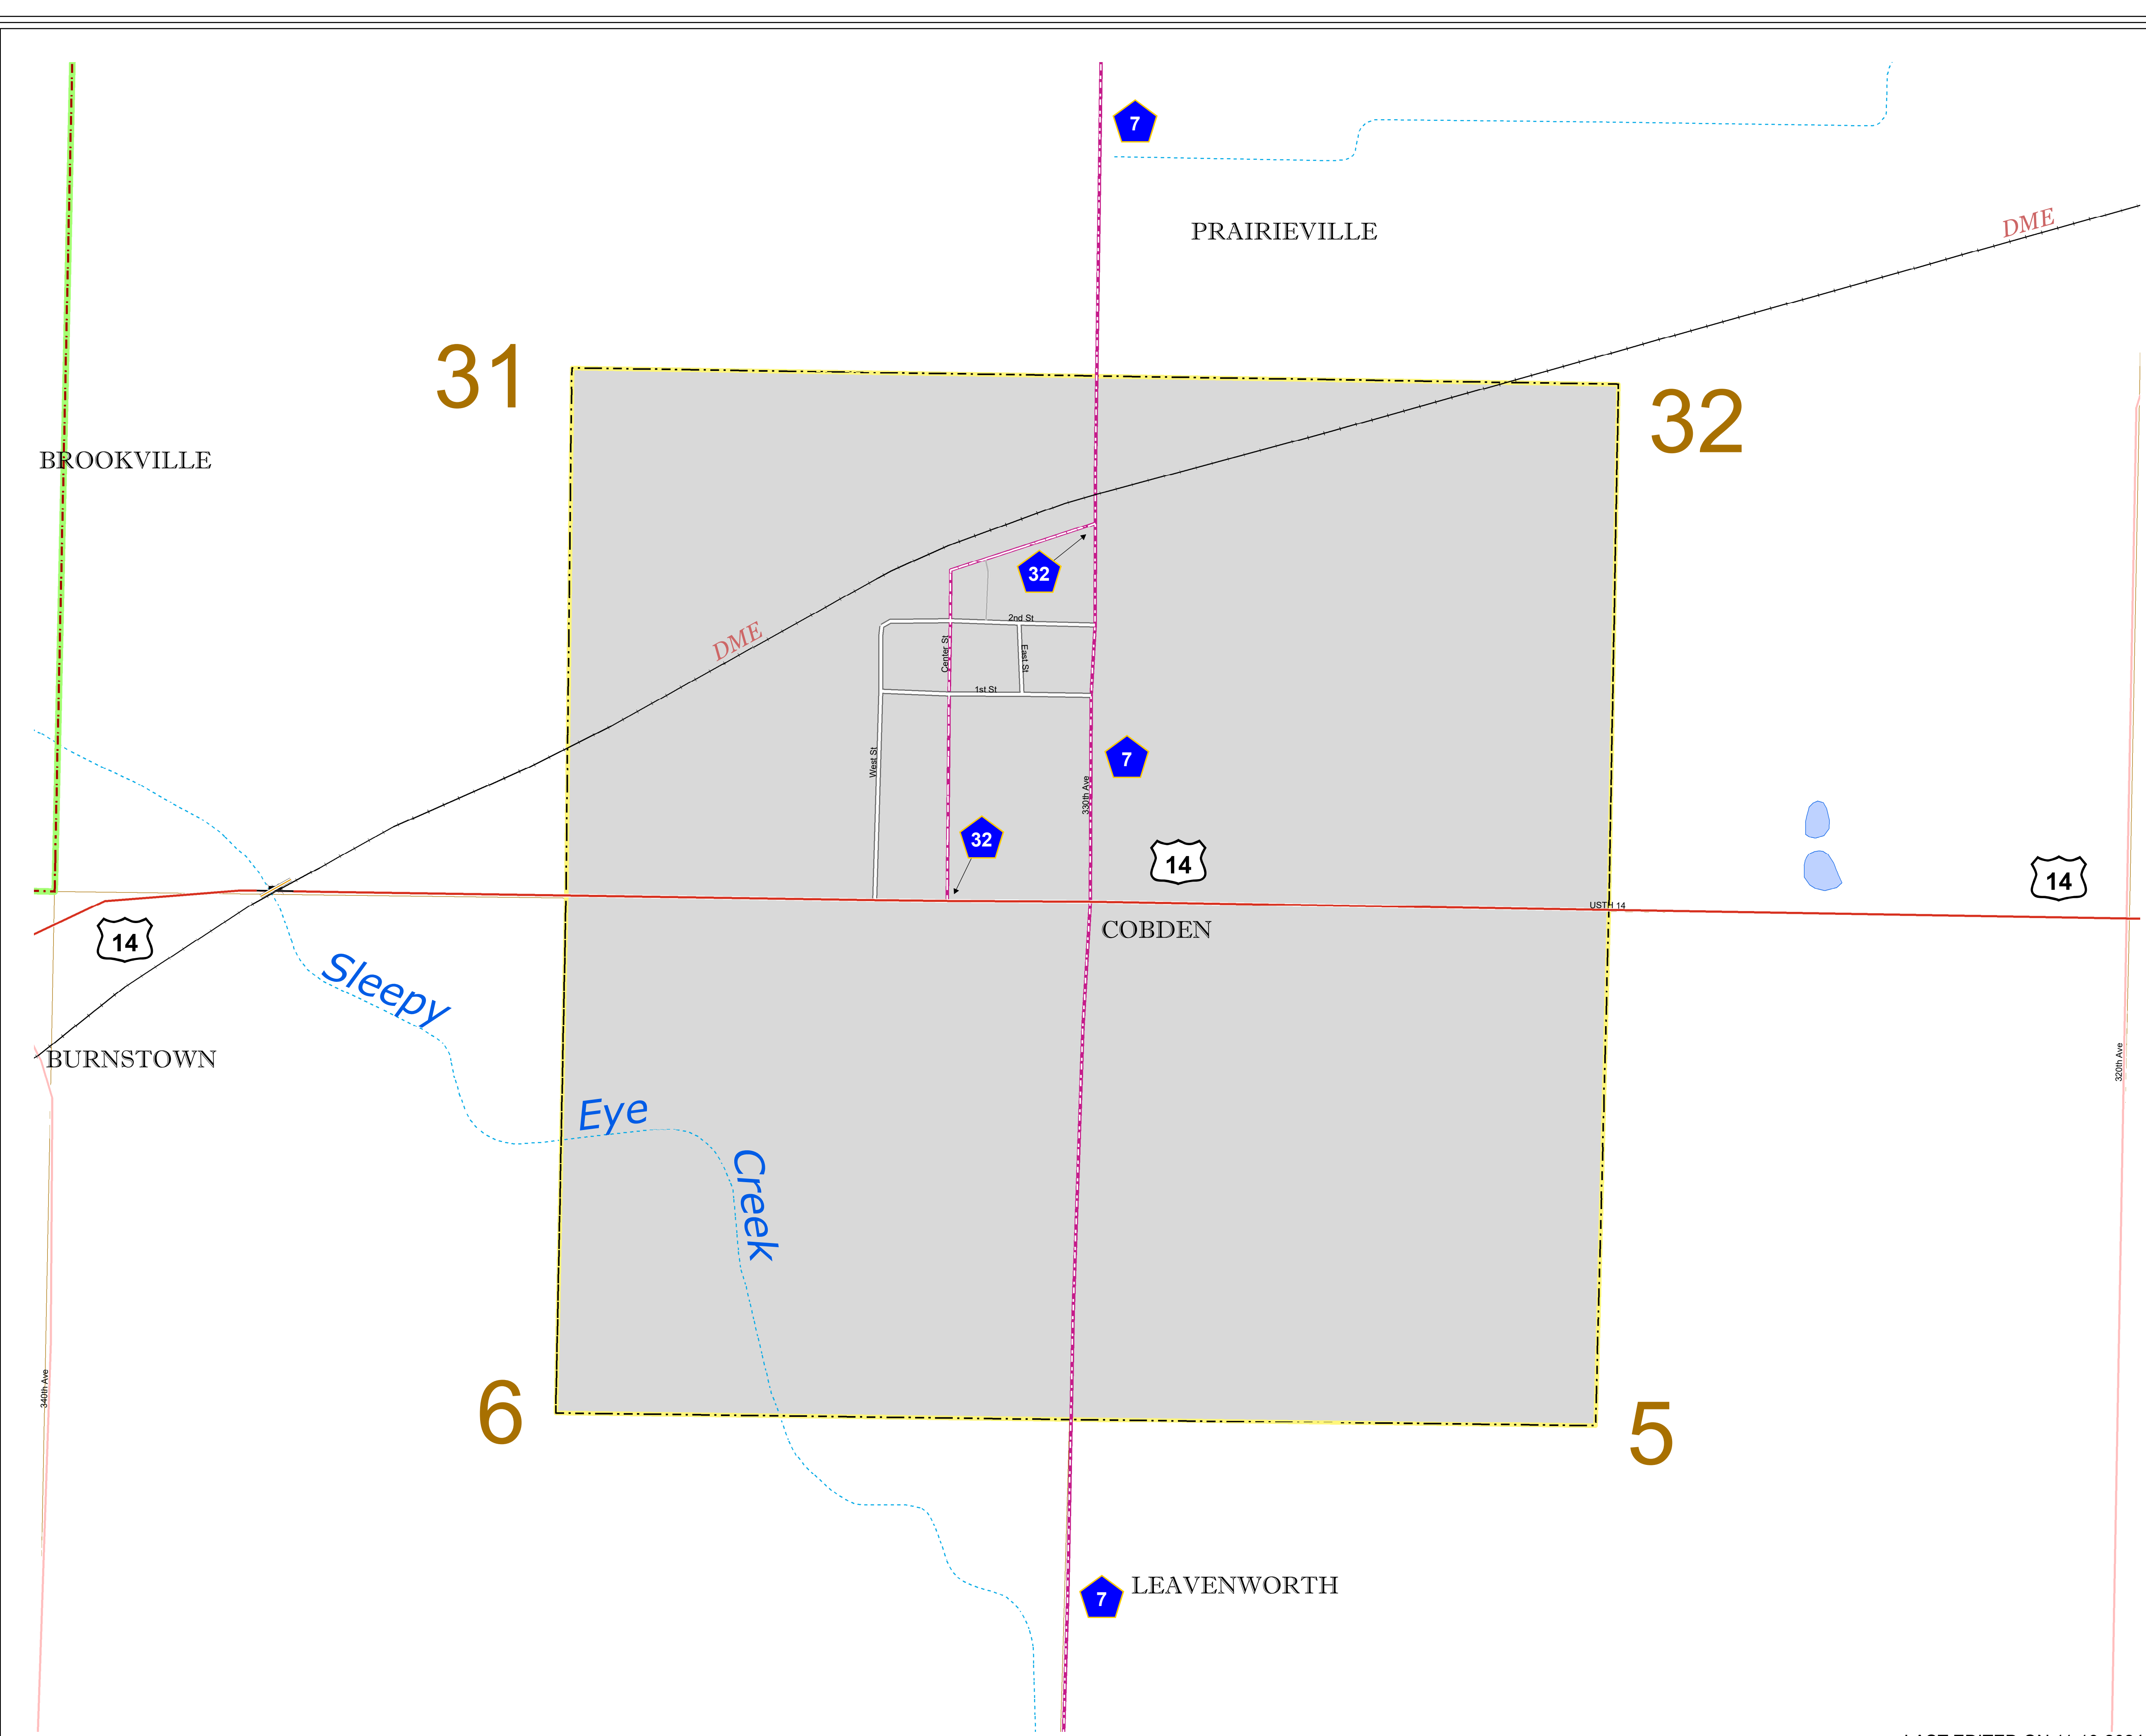 7
PRAIRIEVILLE
DME
31
32
BROOKVILLE
32
2nd St
DME
Center St
East St
1st St
West St
7
330th Ave
32
14
14
USTH 14
14
COBDEN
Sleepy
BURNSTOWN
320th Ave
Eye
Creek
340th Ave
6
5
7
LEAVENWORTH